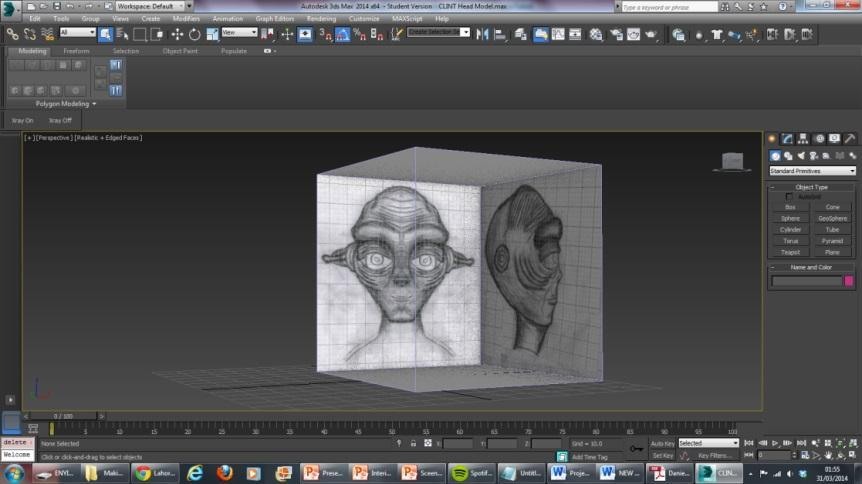 Workspace: Default
Autodesk 3ds Max 2014 x64 - Student Version CLINT Head Model.max
Type a keyword or phrase
Edit Tools Group Views Create Modifiers Animation Graph Editors Rendering Customize MAXScript Help
All View Create Selection Se
Modeling Freeform Selection Object Paint Populate
Polygon Modeling
Xray On Xray Off
[+][Perspective][Realistic + Edged Faces]
Standard Primitives
Object Type
AutoGrid
Box Cone
Sphere GeoSphere
Cylinder Tube
Torus Pyramid
Teapot Plane
Name and Color
0 / 100
5 10 15 20 25 30 35 40 45 50 55 60 65 70 75 80 85 90 95 100
delete None Selected X: Y: Z: Grid = 10.0 Auto Key Selected
Welcome Click or click-and-drag to select objects Add Time Tag Set Key Key Filters... 0
ENYI... Maki... Lahor... Prese... Interi... Sceen... Spotif... Untitl... Proje... NEW ... Danie... CLIN...
01:55
31/03/2014